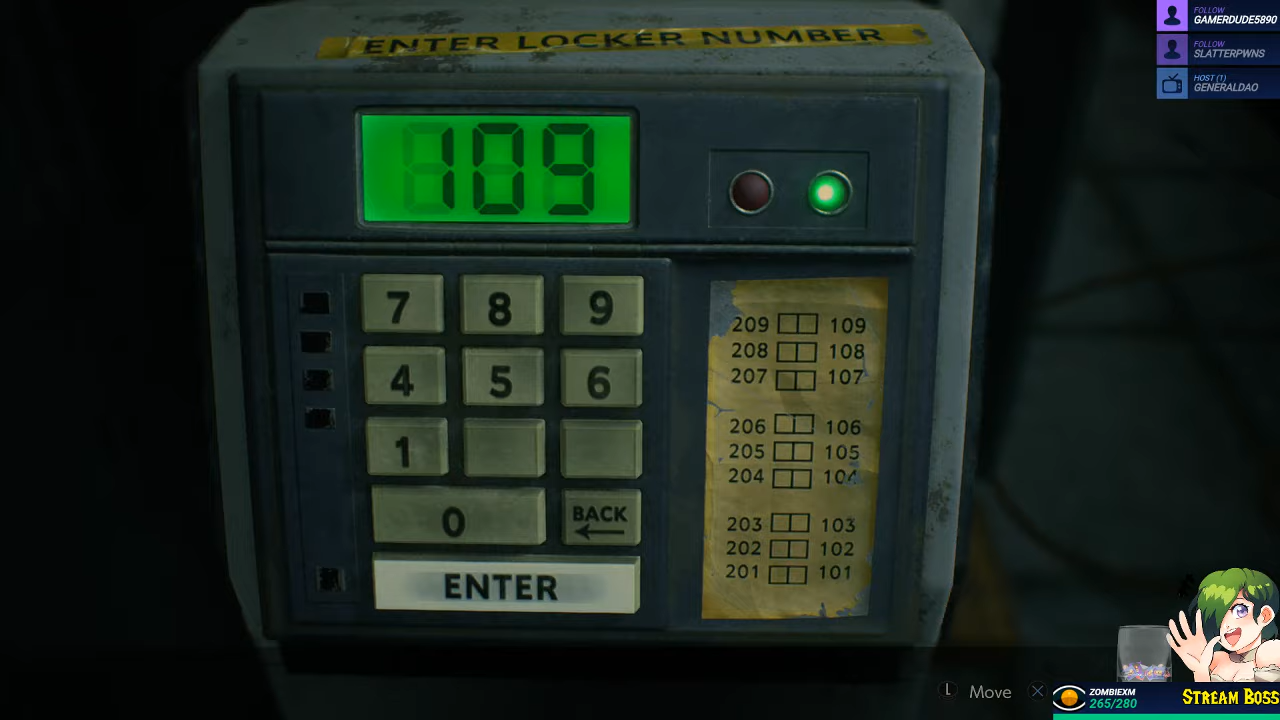 FOLLOW
GAMERDUDE5890
FOLLOW
SLATTERPWNS
HOST (1)
GENERALDAO
ENTER LOCKER NUMBER
109
7 8 9
4 5 6
1
0 BACK
ENTER
209 109
208 108
207 107
206 106
205 105
204 104
203 103
202 102
201 101
L Move
ZOMBIEXM
265/280
STREAM BOSS